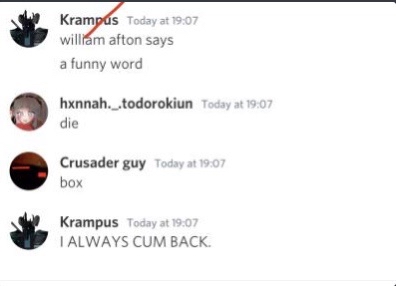 Krampus Today at 19:07
william afton says
a funny word
hxnnah._.todorokiun Today at 19:07
die
Crusader guy Today at 19:07
box
Krampus Today at 19:07
I ALWAYS CUM BACK.